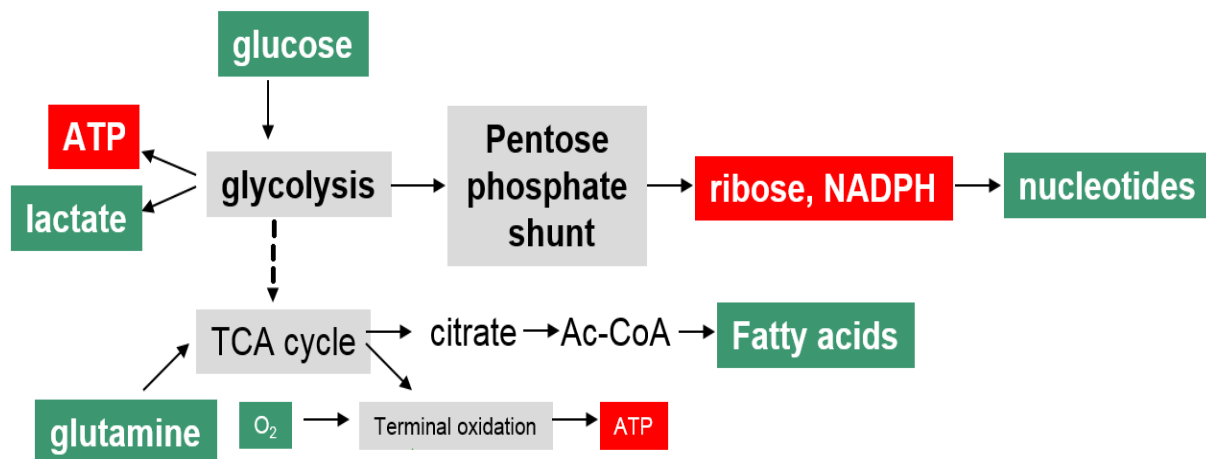 glucose
ATP
lactate
glycolysis
Pentose
phosphate
shunt
ribose, NADPH
nucleotides
TCA cycle
citrate
Ac-CoA
Fatty acids
glutamine
O₂
Terminal oxidation
ATP